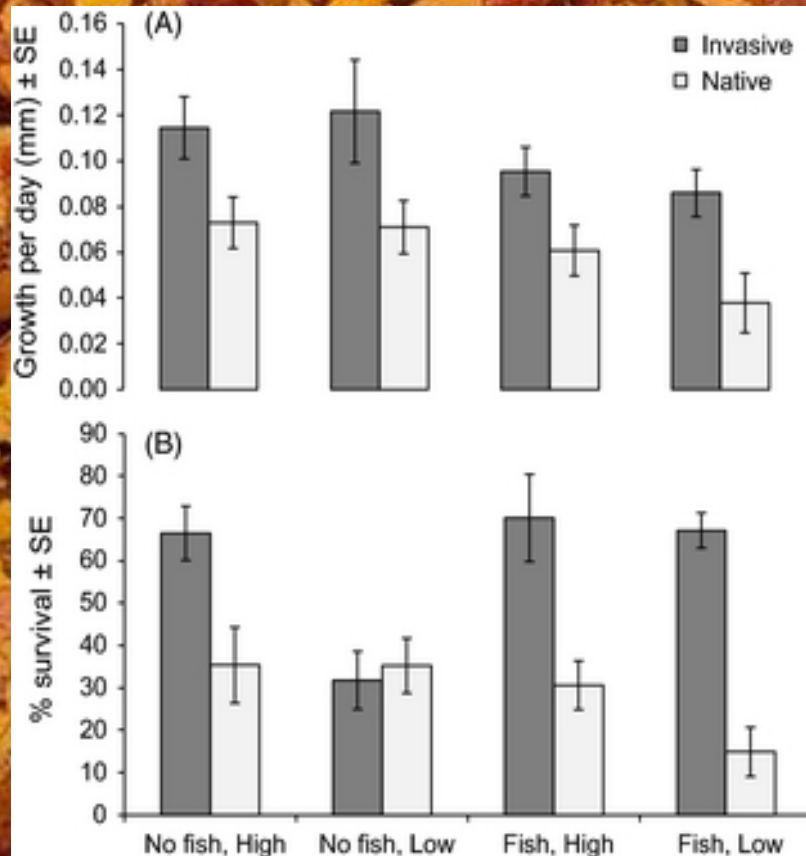 (A)
Growth per day (mm) ± SE
0.16
0.14
0.12
0.10
0.08
0.06
0.04
0.02
0.00
Invasive
Native
(B)
% survival ± SE
90
80
70
60
50
40
30
20
10
0
No fish, High
No fish, Low
Fish, High
Fish, Low